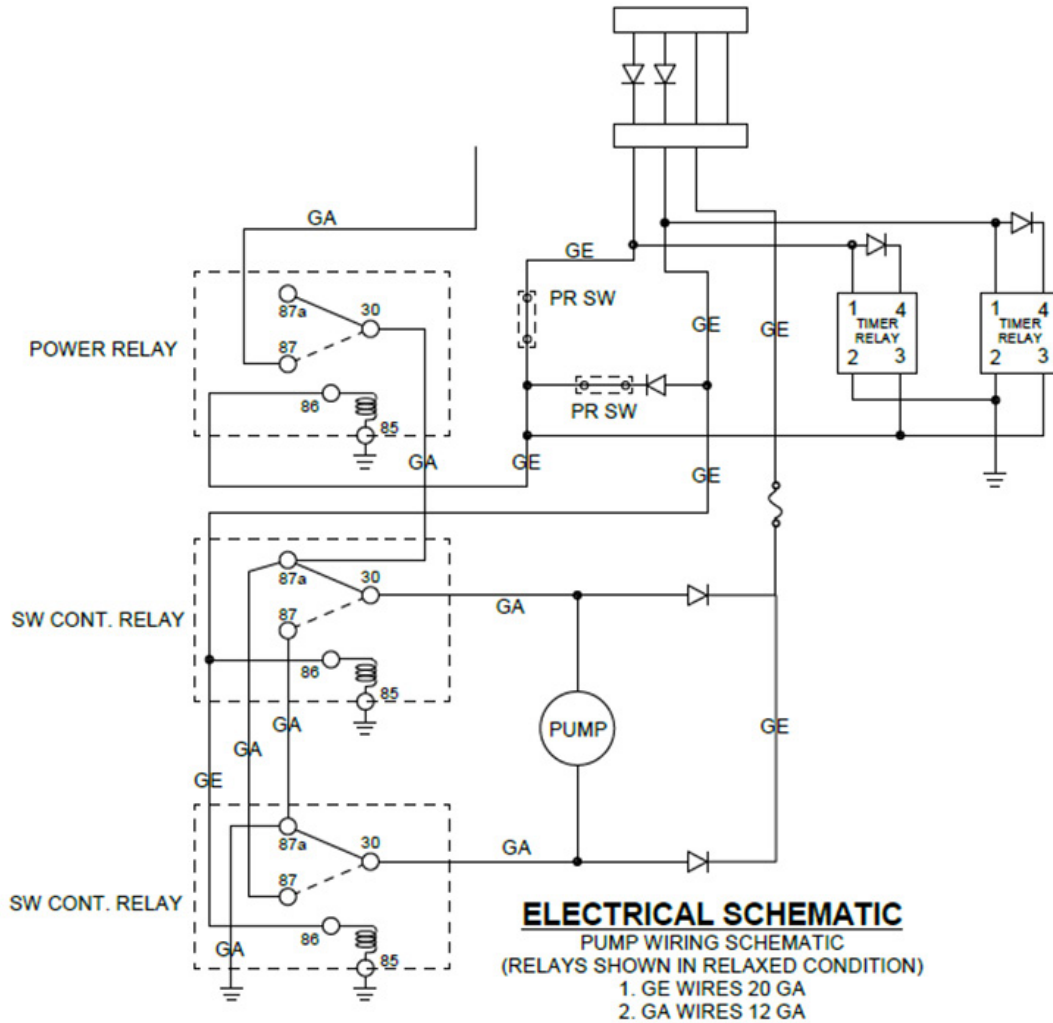 GA
GE
PR SW
87a
30
POWER RELAY
87
86
85
GE
GE
PR SW
1 4
TIMER
RELAY
2 3
1 4
TIMER
RELAY
2 3
GA
GE
GE
SW CONT. RELAY
87a
30
87
86
85
GA
GA
GA
GE
PUMP
GE
SW CONT. RELAY
87a
30
87
86
85
GA
GA
ELECTRICAL SCHEMATIC
PUMP WIRING SCHEMATIC
(RELAYS SHOWN IN RELAXED CONDITION)
1. GE WIRES 20 GA
2. GA WIRES 12 GA